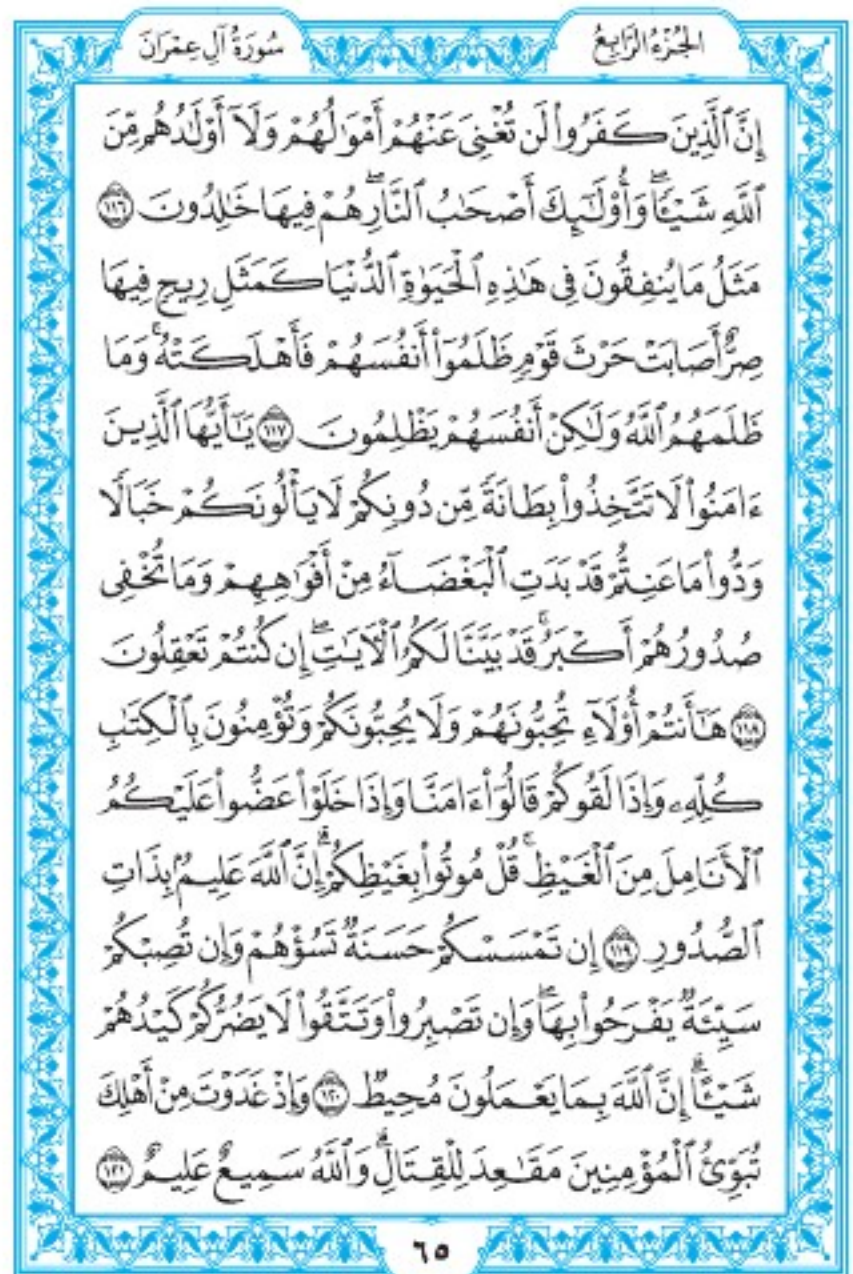 الجُزْءُ الرَّابِعُ
سُورَةُ آلِ عِمْرَانَ
إِنَّ ٱلَّذِينَ كَفَرُواْ لَن تُغْنِىَ عَنْهُمْ أَمْوَٰلُهُمْ وَلَآ أَوْلَٰدُهُم مِّنَ
ٱللَّهِ شَيْـًٔاۖ وَأُوْلَٰٓئِكَ أَصْحَٰبُ ٱلنَّارِۖ هُمْ فِيهَا خَٰلِدُونَ ١١٦
مَثَلُ مَا يُنفِقُونَ فِى هَٰذِهِ ٱلْحَيَوٰةِ ٱلدُّنْيَا كَمَثَلِ رِيحٍ فِيهَا
صِرٌّ أَصَابَتْ حَرْثَ قَوْمٍ ظَلَمُوٓاْ أَنفُسَهُمْ فَأَهْلَكَتْهُۚ وَمَا
ظَلَمَهُمُ ٱللَّهُ وَلَٰكِنْ أَنفُسَهُمْ يَظْلِمُونَ ١١٧ يَٰٓأَيُّهَا ٱلَّذِينَ
ءَامَنُواْ لَا تَتَّخِذُواْ بِطَانَةً مِّن دُونِكُمْ لَا يَأْلُونَكُمْ خَبَالًا
وَدُّواْ مَا عَنِتُّمْ قَدْ بَدَتِ ٱلْبَغْضَآءُ مِنْ أَفْوَٰهِهِمْ وَمَا تُخْفِى
صُدُورُهُمْ أَكْبَرُۚ قَدْ بَيَّنَّا لَكُمُ ٱلْأٓيَٰتِۖ إِن كُنتُمْ تَعْقِلُونَ
١١٨ هَٰٓأَنتُمْ أُوْلَآءِ تُحِبُّونَهُمْ وَلَا يُحِبُّونَكُمْ وَتُؤْمِنُونَ بِٱلْكِتَٰبِ
كُلِّهِۦ وَإِذَا لَقُوكُمْ قَالُوٓاْ ءَامَنَّا وَإِذَا خَلَوْاْ عَضُّواْ عَلَيْكُمُ
ٱلْأَنَامِلَ مِنَ ٱلْغَيْظِۚ قُلْ مُوتُواْ بِغَيْظِكُمْۗ إِنَّ ٱللَّهَ عَلِيمٌۢ بِذَاتِ
ٱلصُّدُورِ ١١٩ إِن تَمْسَسْكُمْ حَسَنَةٌ تَسُؤْهُمْ وَإِن تُصِبْكُمْ
سَيِّئَةٌ يَفْرَحُواْ بِهَاۖ وَإِن تَصْبِرُواْ وَتَتَّقُواْ لَا يَضُرُّكُمْ كَيْدُهُمْ
شَيْـًٔاۗ إِنَّ ٱللَّهَ بِمَا يَعْمَلُونَ مُحِيطٌ ١٢٠ وَإِذْ غَدَوْتَ مِنْ أَهْلِكَ
تُبَوِّئُ ٱلْمُؤْمِنِينَ مَقَٰعِدَ لِلْقِتَالِۗ وَٱللَّهُ سَمِيعٌ عَلِيمٌ ١٢١
٦٥